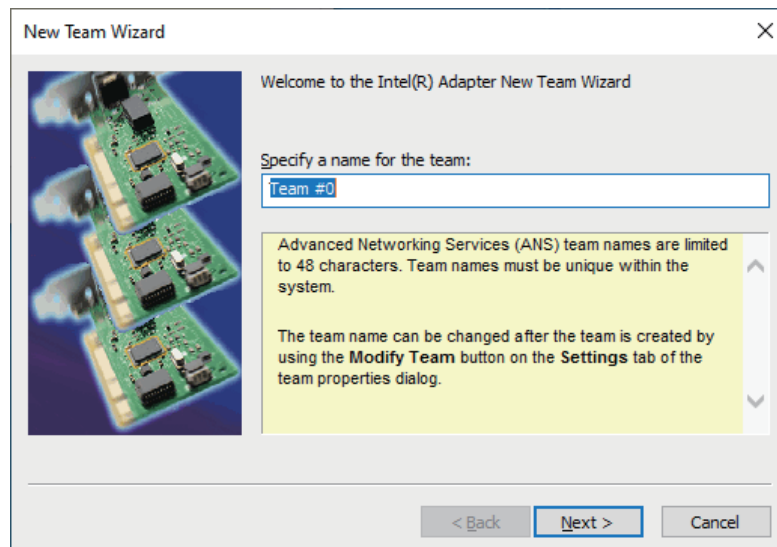 New Team Wizard
Welcome to the Intel(R) Adapter New Team Wizard
Specify a name for the team:
Team #0
Advanced Networking Services (ANS) team names are limited
to 48 characters. Team names must be unique within the
system.
The team name can be changed after the team is created by
using the Modify Team button on the Settings tab of the
team properties dialog.
< Back
Next >
Cancel